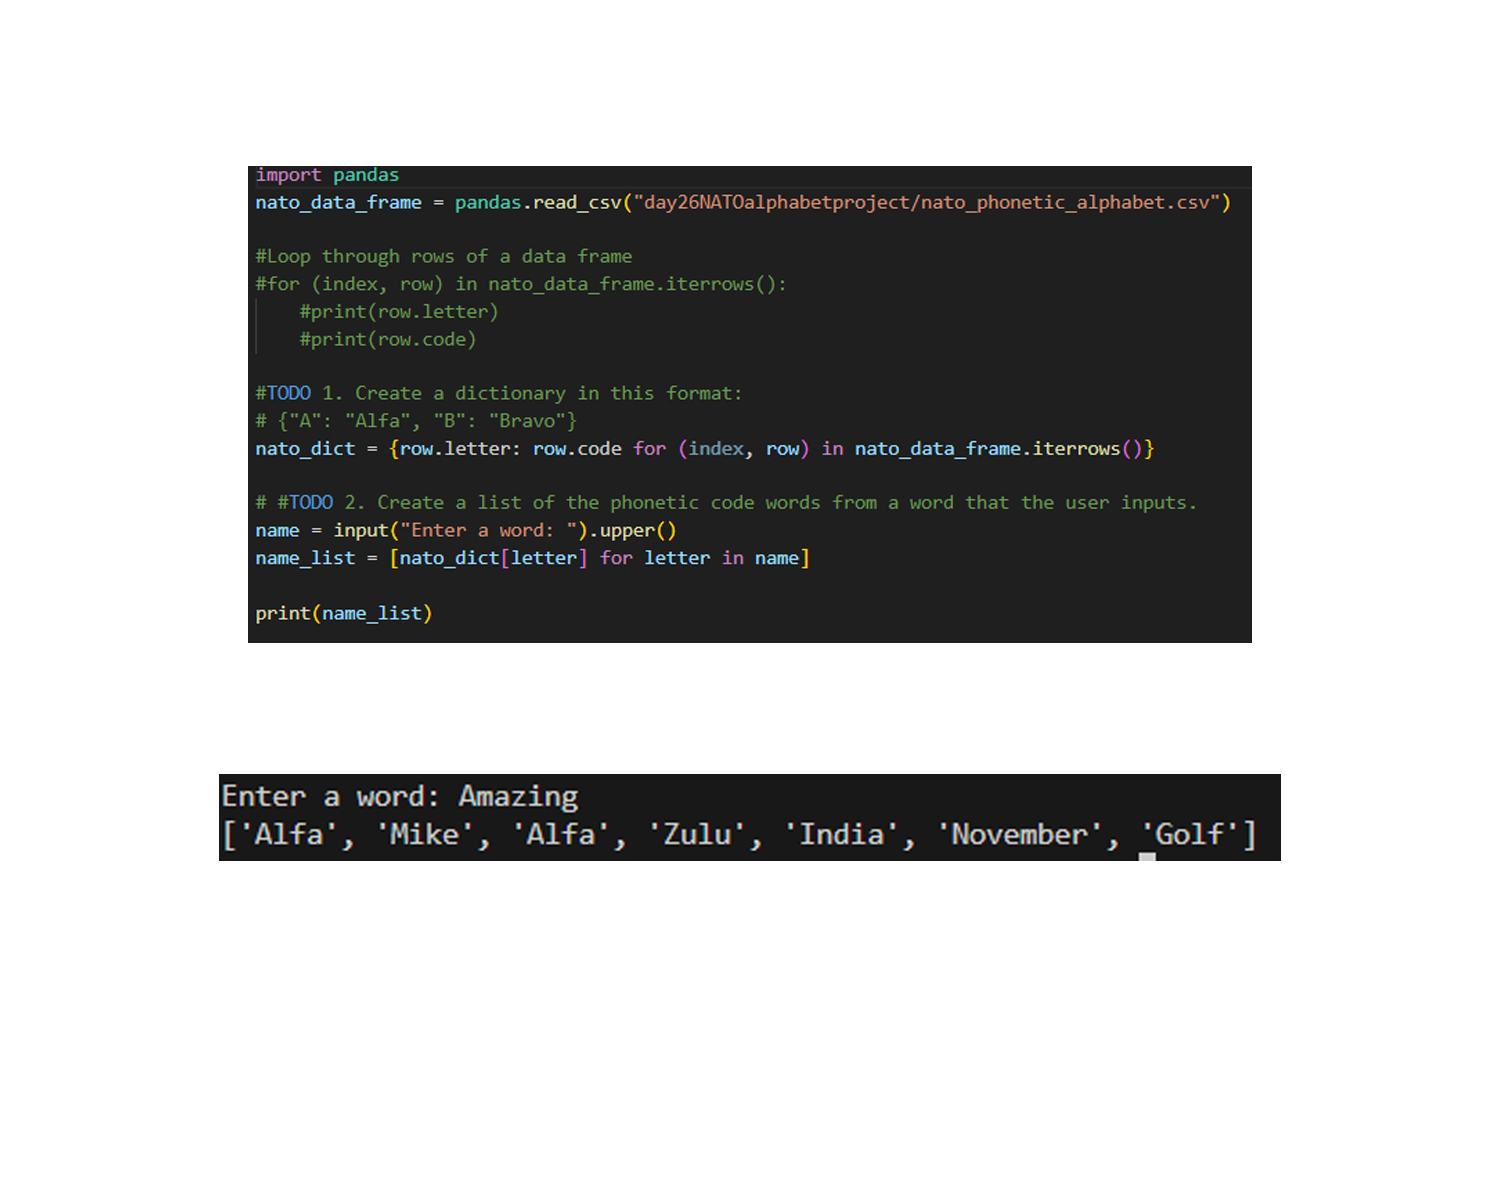 import pandas
nato_data_frame = pandas.read_csv("day26NATOalphabetproject/nato_phonetic_alphabet.csv")
#Loop through rows of a data frame
#for (index, row) in nato_data_frame.iterrows():
    #print(row.letter)
    #print(row.code)
#TODO 1. Create a dictionary in this format:
# {"A": "Alfa", "B": "Bravo"}
nato_dict = {row.letter: row.code for (index, row) in nato_data_frame.iterrows()}
# #TODO 2. Create a list of the phonetic code words from a word that the user inputs.
name = input("Enter a word: ").upper()
name_list = [nato_dict[letter] for letter in name]
print(name_list)
Enter a word: Amazing
['Alfa', 'Mike', 'Alfa', 'Zulu', 'India', 'November', 'Golf']